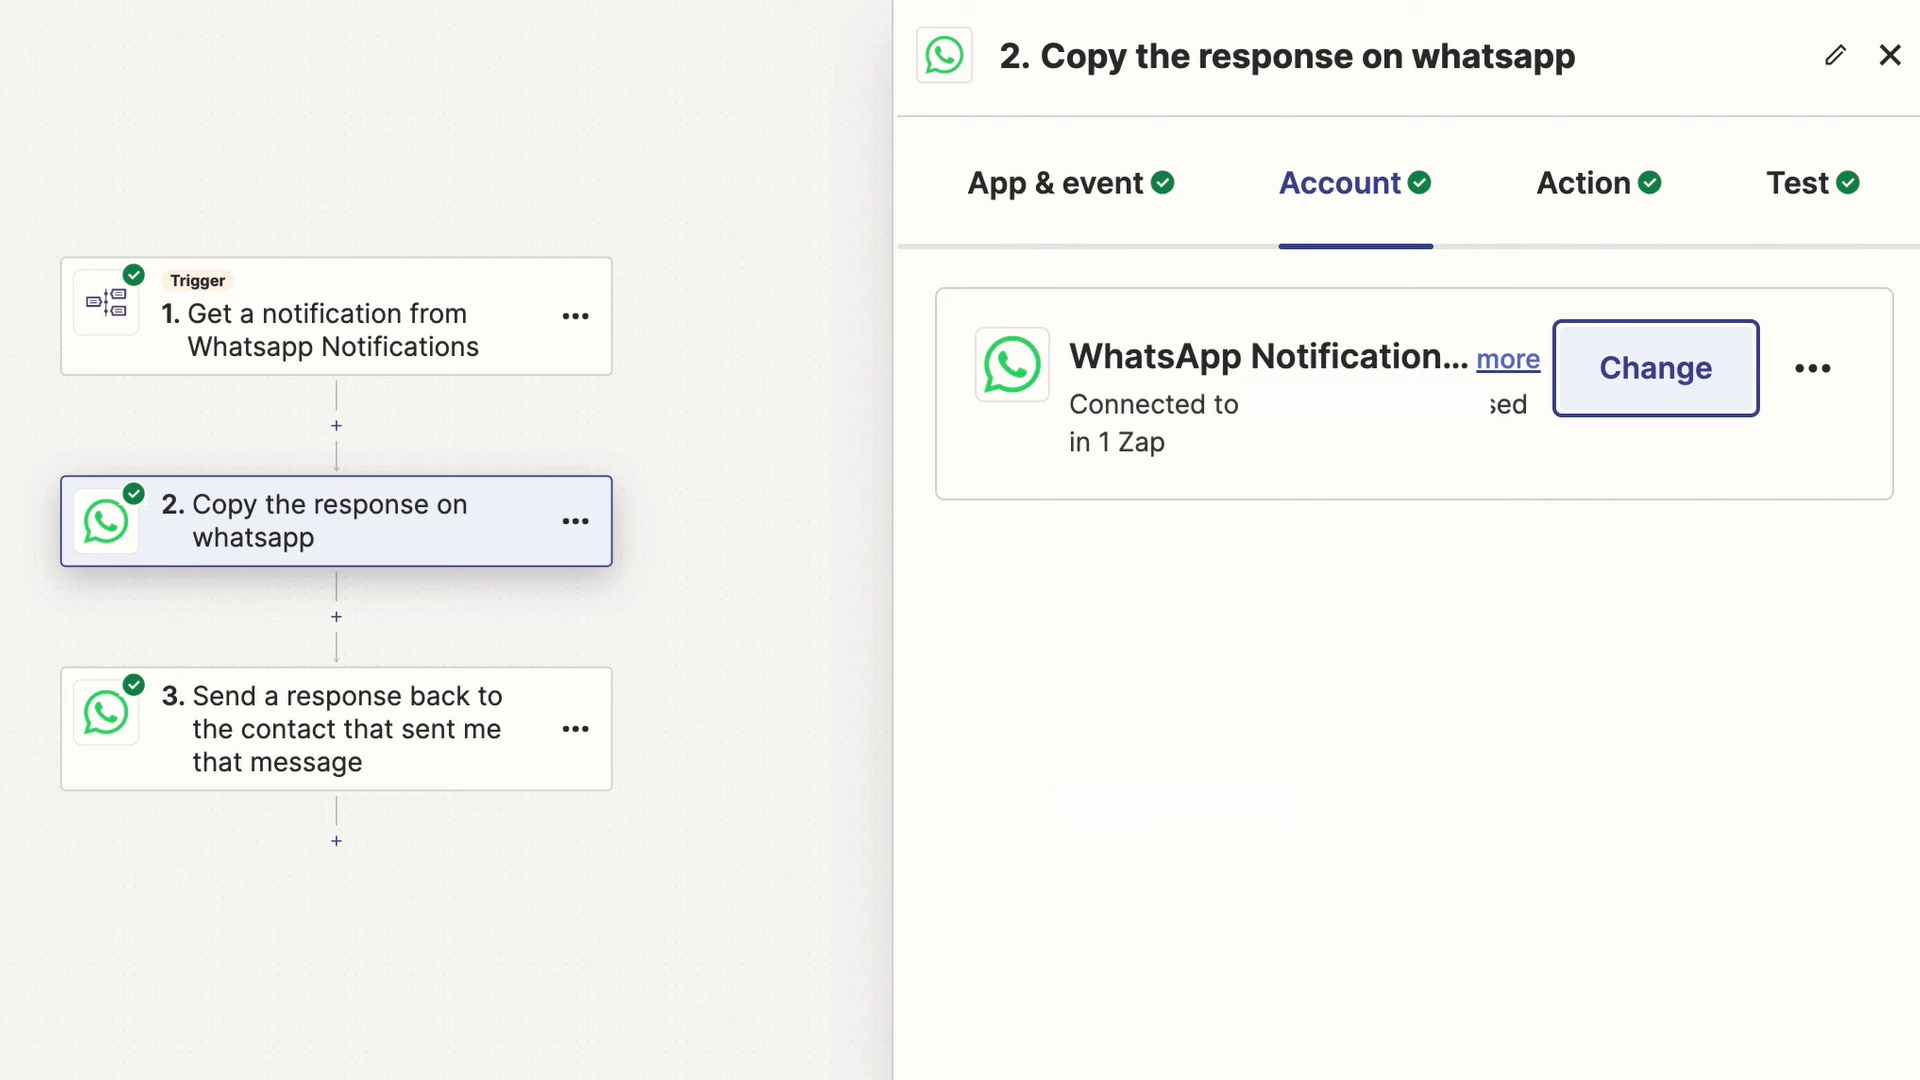 Trigger
1. Get a notification from
Whatsapp Notifications
2. Copy the response on
whatsapp
3. Send a response back to
the contact that sent me
that message
2. Copy the response on whatsapp
App & event
Account
Action
Test
WhatsApp Notification... more
Connected to sed
in 1 Zap
Change